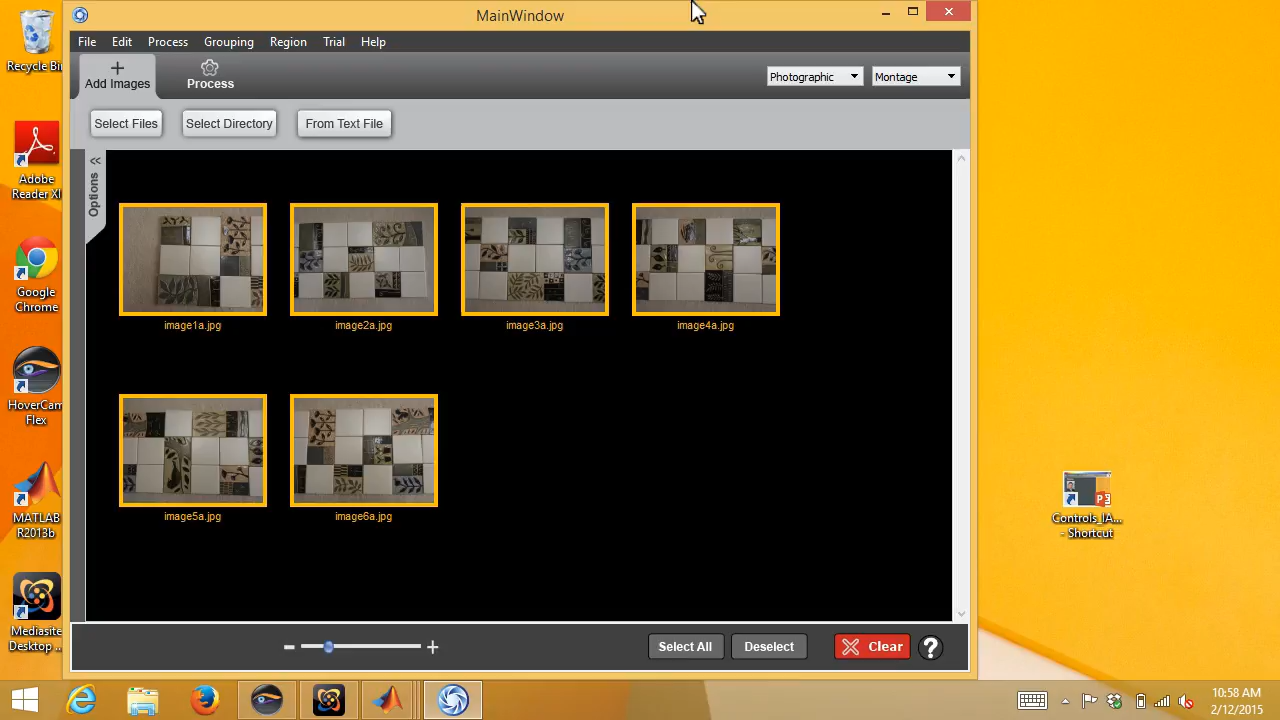 MainWindow
File Edit Process Grouping Region Trial Help
Add Images
Process
Photographic
Montage
Select Files
Select Directory
From Text File
Options
image1a.jpg
image2a.jpg
image3a.jpg
image4a.jpg
image5a.jpg
image6a.jpg
Select All
Deselect
Clear
Recycle Bin
Adobe
Reader XI
Google
Chrome
HoverCam
Flex
MATLAB
R2013b
Mediasite
Desktop ...
Controls_IA...
- Shortcut
10:58 AM
2/12/2015